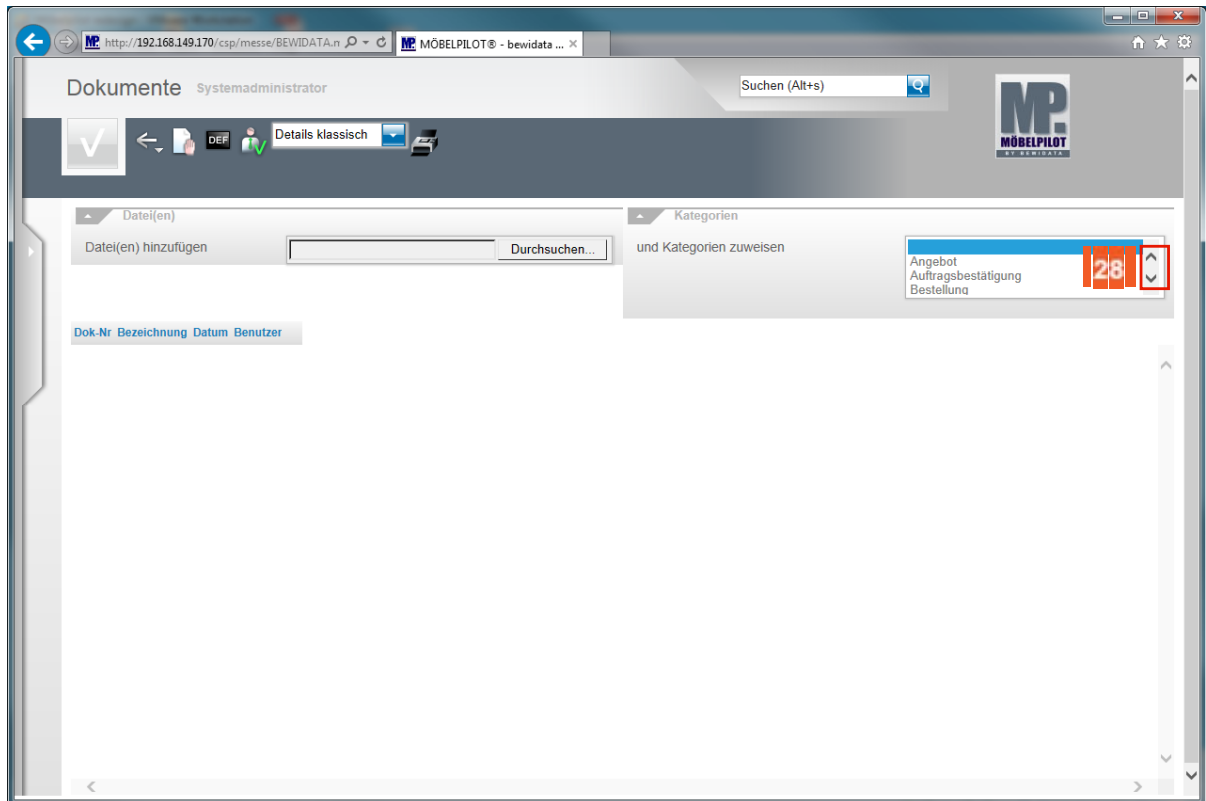 http://192.168.149.170/csp/messe/BEWIDATA.n
MÖBELPILOT® - bewidata ...
Dokumente Systemadministrator
Suchen (Alt+s)
MP.
MÖBELPILOT
BY BEWIDATA
DEF
Details klassisch
Datei(en)
Kategorien
Datei(en) hinzufügen
Durchsuchen...
und Kategorien zuweisen
Angebot
Auftragsbestätigung
Bestellung
28
Dok-Nr Bezeichnung Datum Benutzer